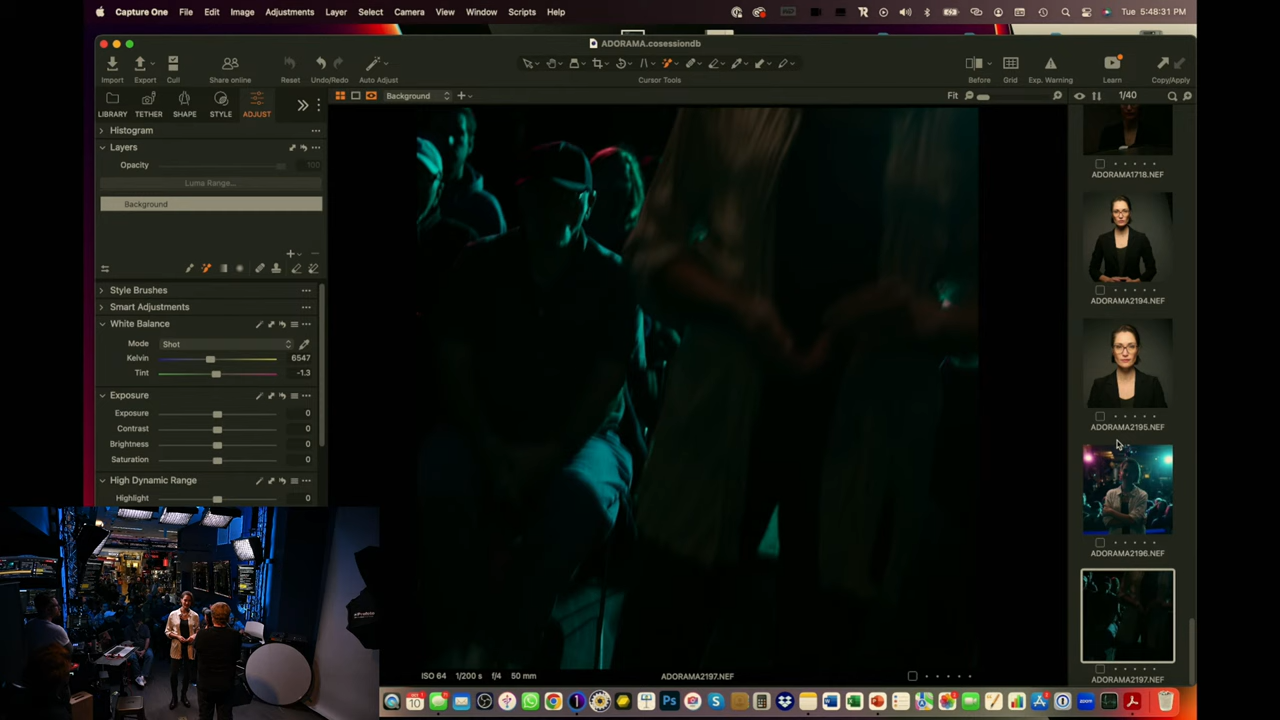 Capture One File Edit Image Adjustments Layer Select Camera View Window Scripts Help
Tue 5:48:31 PM
ADORAMA.cosessiondb
Import Export Cull Share online Reset Undo/Redo Auto Adjust
Cursor Tools
Before Grid Exp. Warning Learn Copy/Apply
LIBRARY TETHER SHAPE STYLE ADJUST
Background
Fit
1/40
Histogram
Layers
Opacity 100
Luma Range...
Background
Style Brushes
Smart Adjustments
White Balance
Mode Shot
Kelvin 6547
Tint -1.3
Exposure
Exposure 0
Contrast 0
Brightness 0
Saturation 0
High Dynamic Range
Highlight 0
ADORAMA1718.NEF
ADORAMA2194.NEF
ADORAMA2195.NEF
ADORAMA2196.NEF
ADORAMA2197.NEF
ISO 64 1/200 s f/4 50 mm
ADORAMA2197.NEF